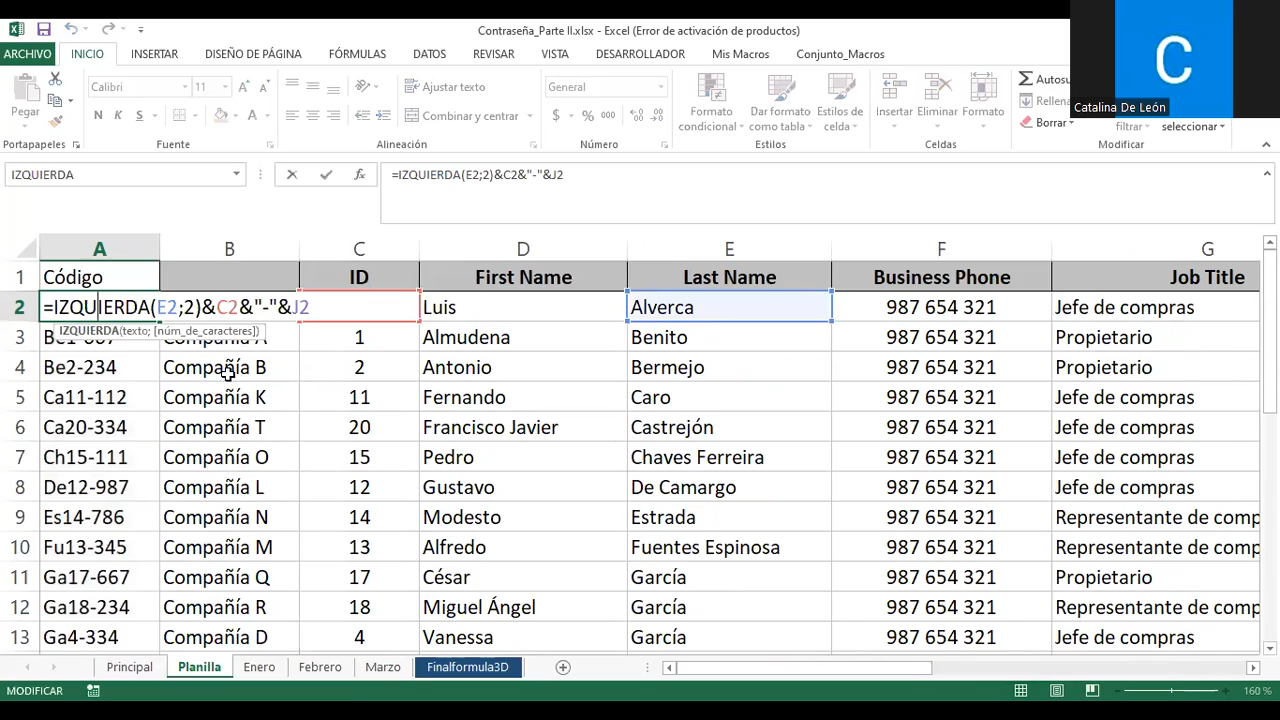 Contraseña_Parte II.xlsx - Excel (Error de activación de productos)
ARCHIVO INICIO INSERTAR DISEÑO DE PÁGINA FÓRMULAS DATOS REVISAR VISTA DESARROLLADOR Mis Macros Conjunto_Macros
C
Catalina De León
Pegar
Calibri 11
N K S
Ajustar texto
Combinar y centrar
General
$ % 000
Condicional
Formato condicional
Dar formato como tabla
Estilos de celda
Insertar Eliminar Formato
Autosu
Rellena
Borrar
filtrar seleccionar
Portapapeles Fuente Alineación Número Estilos Celdas Modificar
IZQUIERDA fx =IZQUIERDA(E2;2)&C2&"-"&J2
A B C D E F G
1 Código ID First Name Last Name Business Phone Job Title
2 =IZQUIERDA(E2;2)&C2&"-"&J2 Luis Alverca 987 654 321 Jefe de compras
IZQUIERDA(texto; [núm_de_caracteres])
3 1 Almudena Benito 987 654 321 Propietario
4 Be2-234 Compañía B 2 Antonio Bermejo 987 654 321 Propietario
5 Ca11-112 Compañía K 11 Fernando Caro 987 654 321 Jefe de compras
6 Ca20-334 Compañía T 20 Francisco Javier Castrejón 987 654 321 Jefe de compras
7 Ch15-111 Compañía O 15 Pedro Chaves Ferreira 987 654 321 Jefe de compras
8 De12-987 Compañía L 12 Gustavo De Camargo 987 654 321 Jefe de compras
9 Es14-786 Compañía N 14 Modesto Estrada 987 654 321 Representante de comp
10 Fu13-345 Compañía M 13 Alfredo Fuentes Espinosa 987 654 321 Representante de comp
11 Ga17-667 Compañía Q 17 César García 987 654 321 Propietario
12 Ga18-234 Compañía R 18 Miguel Ángel García 987 654 321 Representante de comp
13 Ga4-334 Compañía D 4 Vanessa García 987 654 321 Jefe de compras
Principal Planilla Enero Febrero Marzo Finalformula3D
MODIFICAR 160 %